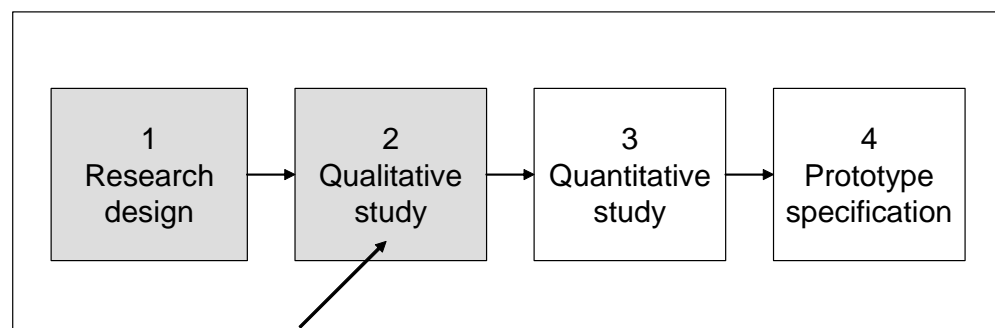 1
Research
design
2
Qualitative
study
3
Quantitative
study
4
Prototype
specification